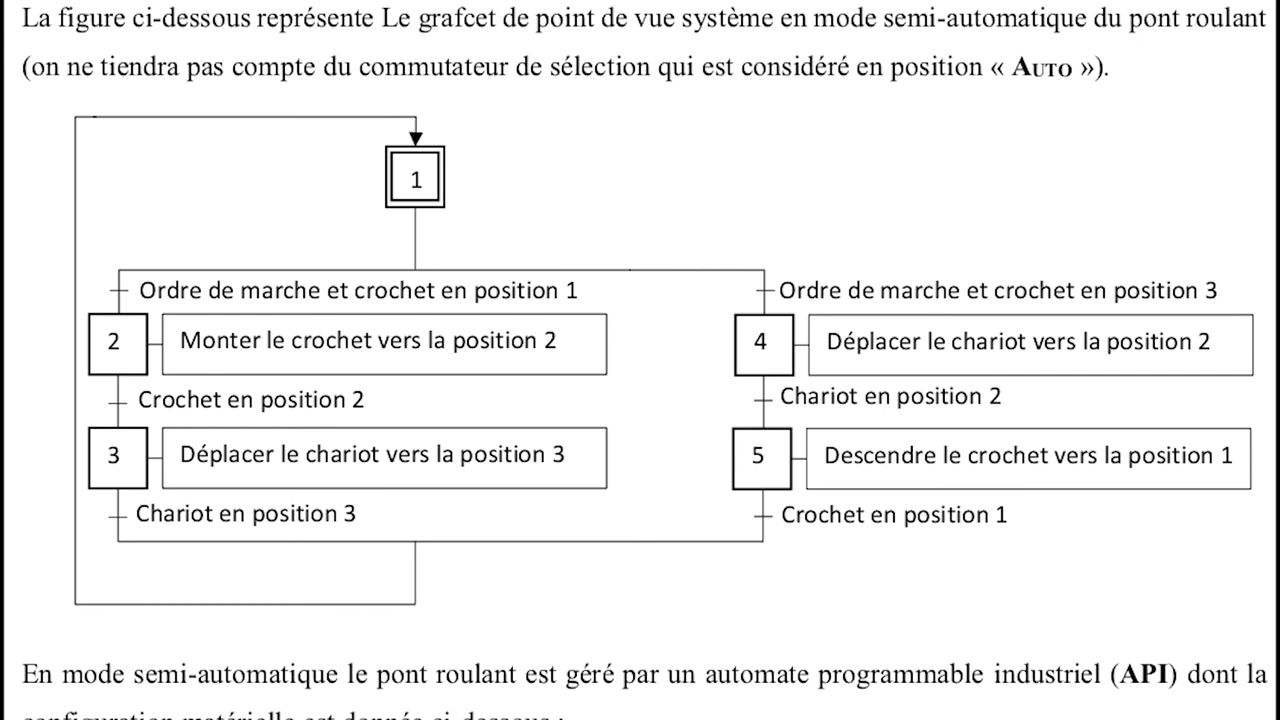 La figure ci-dessous représente Le grafcet de point de vue système en mode semi-automatique du pont roulant
(on ne tiendra pas compte du commutateur de sélection qui est considéré en position « AUTO »).
1
Ordre de marche et crochet en position 1
Ordre de marche et crochet en position 3
2
Monter le crochet vers la position 2
4
Déplacer le chariot vers la position 2
Crochet en position 2
Chariot en position 2
3
Déplacer le chariot vers la position 3
5
Descendre le crochet vers la position 1
Chariot en position 3
Crochet en position 1
En mode semi-automatique le pont roulant est géré par un automate programmable industriel (API) dont la
configuration matérielle est donnée ci-dessous :